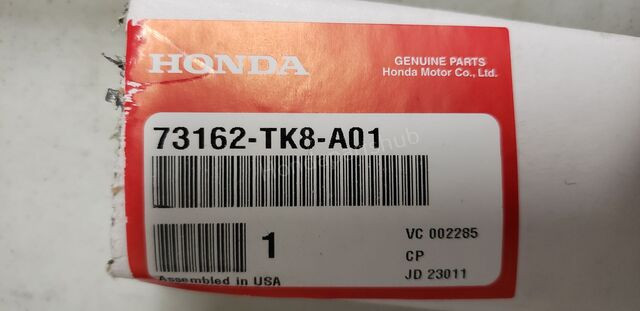 HONDA
GENUINE PARTS
Honda Motor Co., Ltd.
73162-TK8-A01
1
VC 002285
CP
JD 23011
Assembled in USA